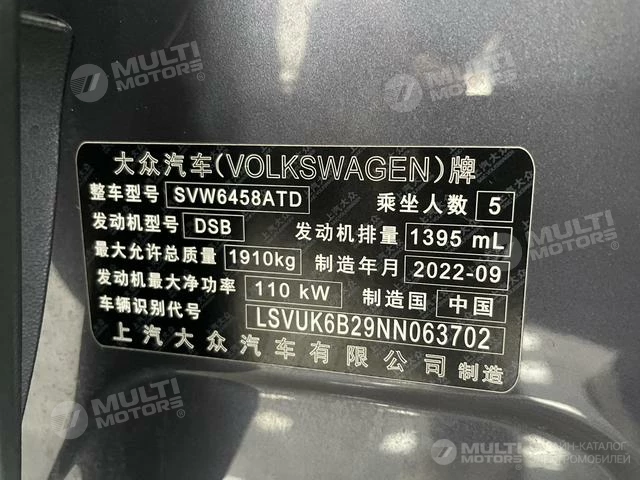 MULTI
MOTORS®
MULTI
MOTORS®
大众汽车(VOLKSWAGEN)牌
整车型号 SVW6458ATD 乘坐人数 5
发动机型号 DSB 发动机排量 1395 mL
最大允许总质量 1910kg 制造年月 2022-09
发动机最大净功率 110 kW 制造国 中国
车辆识别代号 LSVUK6B29NN063702
上汽大众汽车有限公司制造
MULTI
MOTORS®
MULTI
MOTORS
MULTI
MOTORS
ОНЛАЙН-КАТАЛОГ